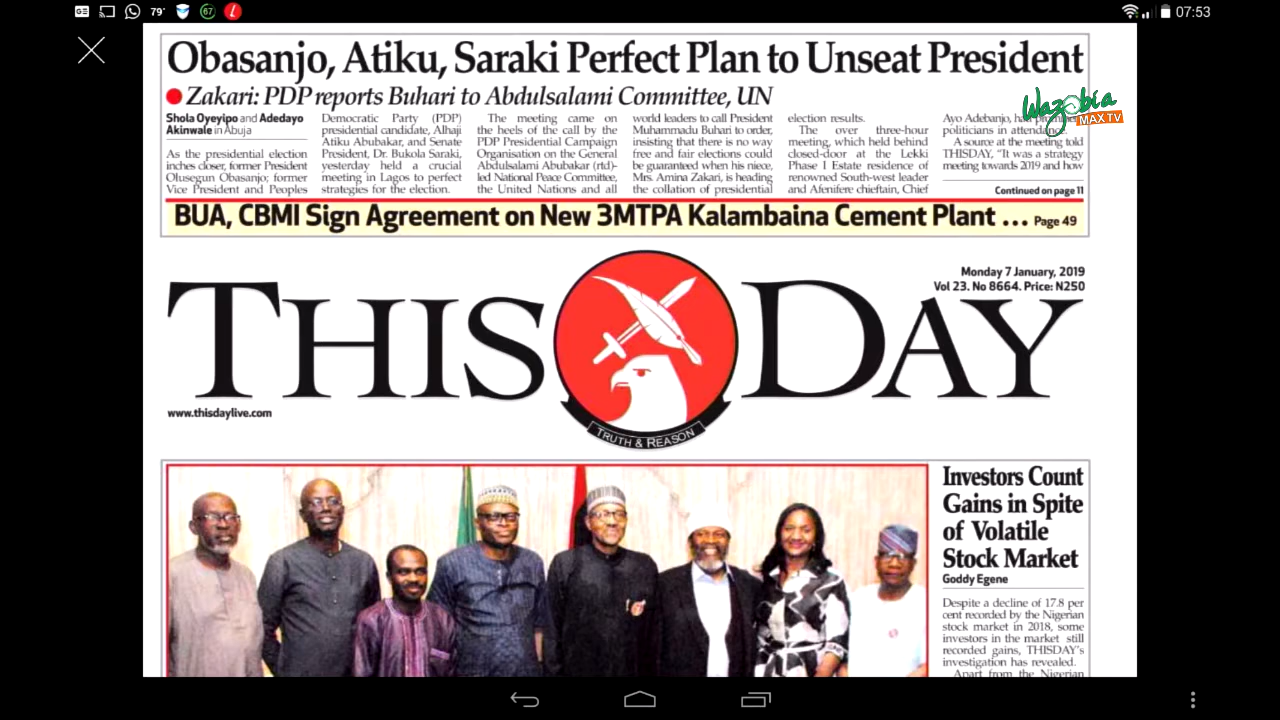 GE
79°
67
07:53
Obasanjo, Atiku, Saraki Perfect Plan to Unseat President
Zakari: PDP reports Buhari to Abdulsalami Committee, UN
Wazobia
MAX TV
Shola Oyeyipo and Adedayo
Akinwale in Abuja
As the presidential election
inches closer, former President
Olusegun Obasanjo; former
Vice President and Peoples
Democratic Party (PDP)
presidential candidate, Alhaji
Atiku Abubakar, and Senate
President, Dr. Bukola Saraki,
yesterday held a crucial
meeting in Lagos to perfect
strategies for the election.
The meeting came on
the heels of the call by the
PDP Presidential Campaign
Organisation on the General
Abdulsalami Abubakar (rtd)-
led National Peace Committee,
the United Nations and all
world leaders to call President
Muhammadu Buhari to order,
insisting that there is no way
free and fair elections could
be guaranteed when his niece,
Mrs. Amina Zakari, is heading
the collation of presidential
election results.
The over three-hour
meeting, which held behind
closed-door at the Lekki
Phase I Estate residence of
renowned South-west leader
and Afenifere chieftain, Chief
Ayo Adebanjo, had
politicians in attendance.
A source at the meeting told
THISDAY, “It was a strategy
meeting towards 2019 and how
Continued on page 11
BUA, CBMI Sign Agreement on New 3MTPA Kalambaina Cement Plant ... Page 49
Monday 7 January, 2019
Vol 23. No 8664. Price: N250
THISDAY
www.thisdaylive.com
TRUTH & REASON
Investors Count
Gains in Spite
of Volatile
Stock Market
Goddy Egene
Despite a decline of 17.8 per
cent recorded by the Nigerian
stock market in 2018, some
investors in the market still
recorded gains, THISDAY's
investigation has revealed.
Apart from the Nigerian